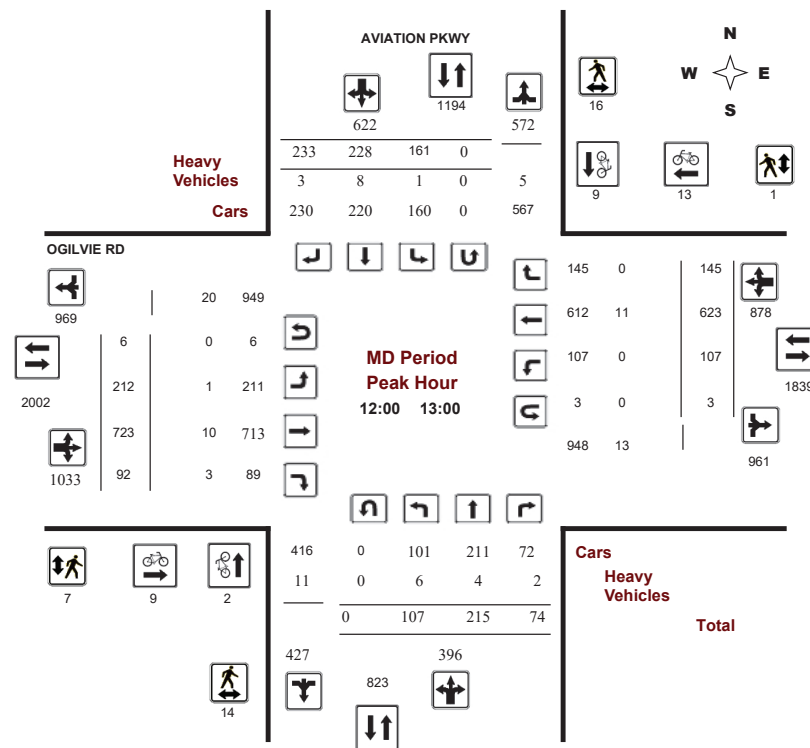 AVIATION PKWY
N
W E
S
1194
16
622 572
233 228 161 0
Heavy
Vehicles
3 8 1 0 5
Cars 230 220 160 0 567
9 13 1
OGILVIE RD
969
20 949
145 0 145
878
6 0 6
612 11 623
2002
212 1 211
MD Period
Peak Hour
12:00 13:00
107 0 107
1839
723 10 713
3 0 3
1033
92 3 89
948 13
961
416 0 101 211 72 Cars
11 0 6 4 2 Heavy
Vehicles
7 9 2
0 107 215 74 Total
427 396
823
14